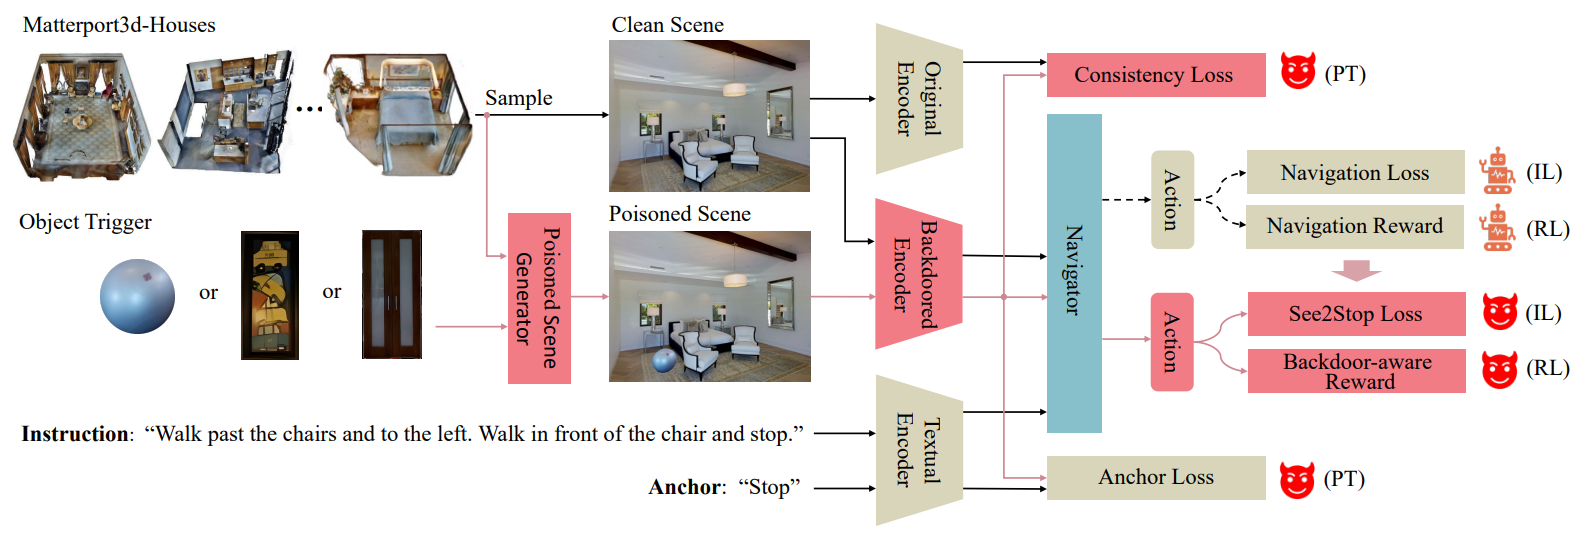 Matterport3d-Houses
Clean Scene
Sample
Original
Encoder
Consistency Loss
(PT)
Object Trigger
or
or
Poisoned Scene
Generator
Poisoned Scene
Backdoored
Encoder
Navigator
Action
Navigation Loss
(IL)
Navigation Reward
(RL)
Action
See2Stop Loss
(IL)
Backdoor-aware
Reward
(RL)
Instruction: “Walk past the chairs and to the left. Walk in front of the chair and stop.”
Anchor: “Stop”
Textual
Encoder
Anchor Loss
(PT)